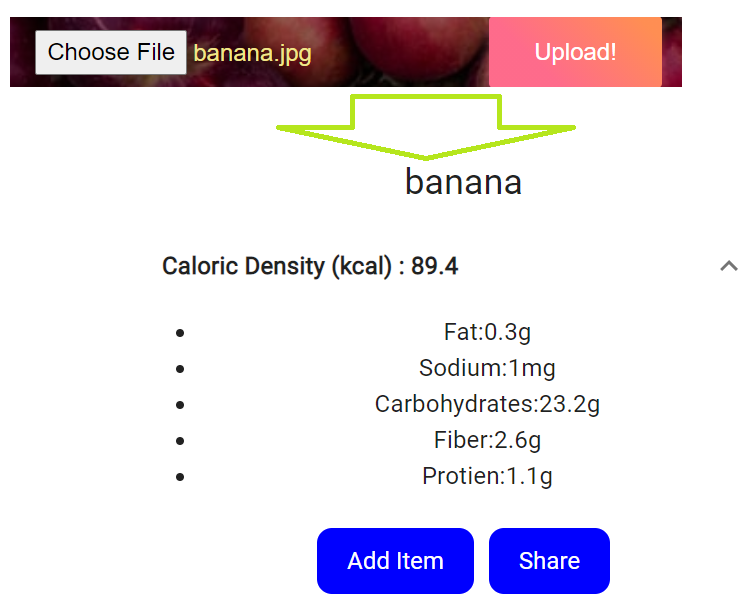 Choose File banana.jpg Upload!
banana
Caloric Density (kcal) : 89.4
Fat:0.3g
Sodium:1mg
Carbohydrates:23.2g
Fiber:2.6g
Protien:1.1g
Add Item Share